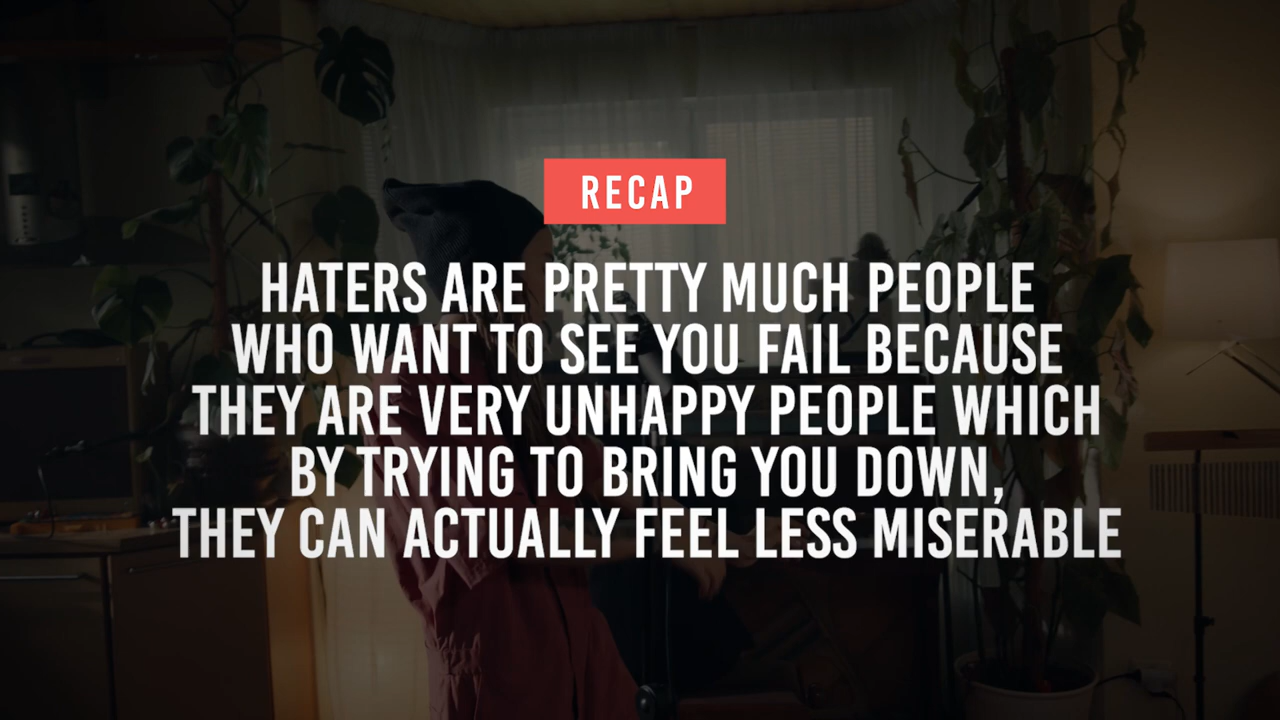 RECAP
HATERS ARE PRETTY MUCH PEOPLE
WHO WANT TO SEE YOU FAIL BECAUSE
THEY ARE VERY UNHAPPY PEOPLE WHICH
BY TRYING TO BRING YOU DOWN,
THEY CAN ACTUALLY FEEL LESS MISERABLE